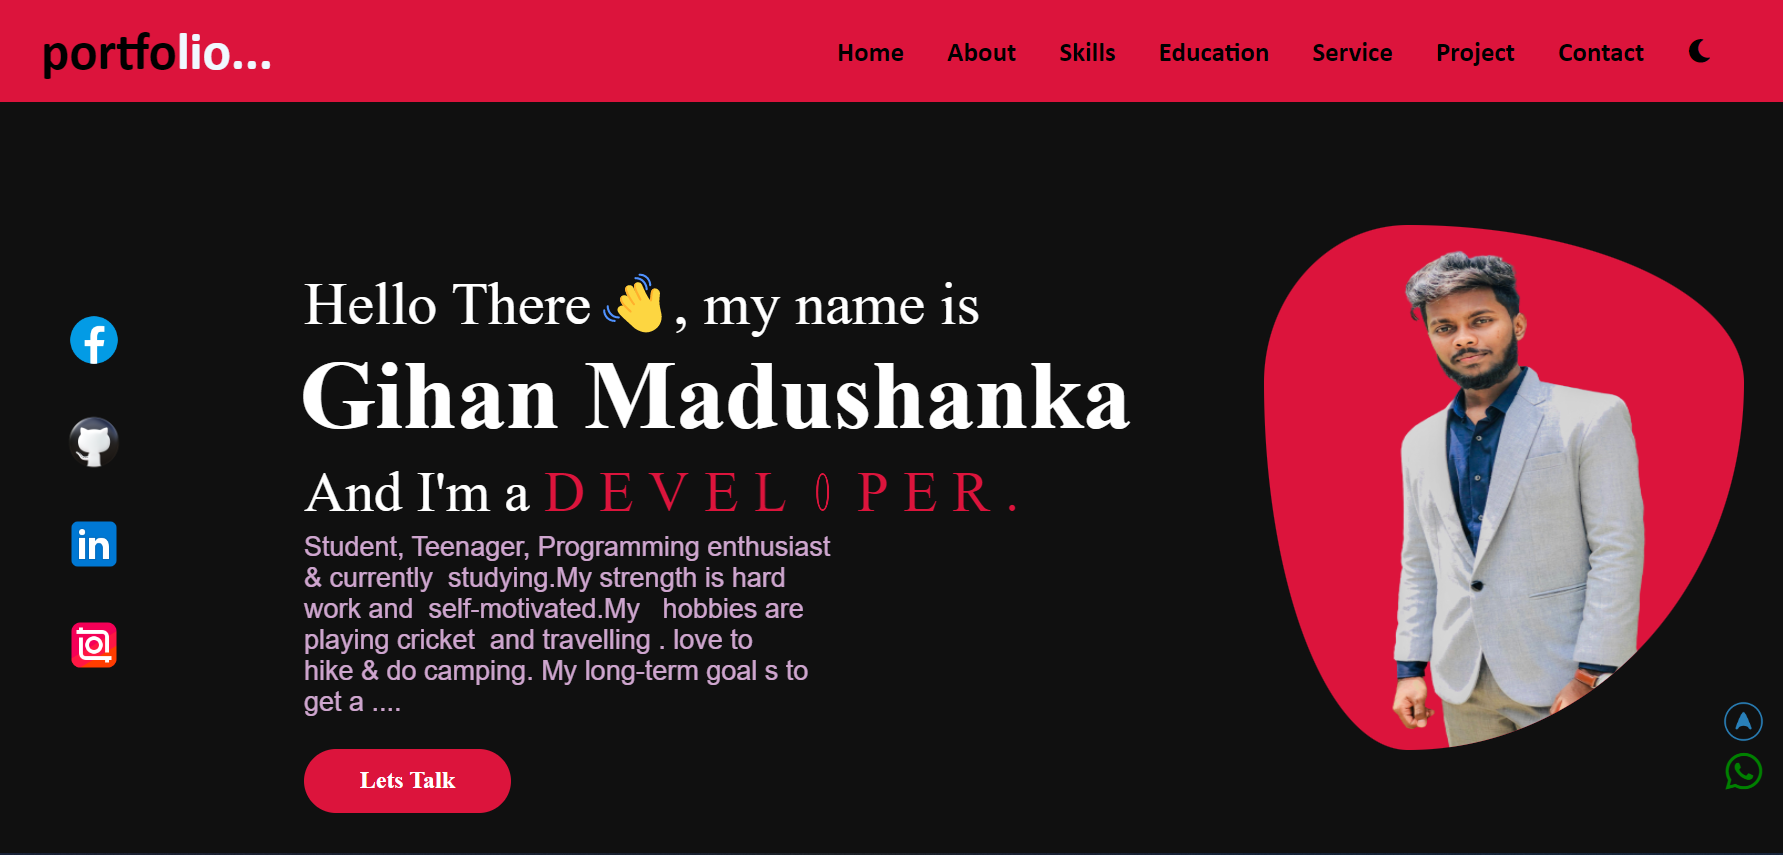 portfolio...
Home About Skills Education Service Project Contact
Hello There 👋, my name is
Gihan Madushanka
And I'm a DEVELOPER.
Student, Teenager, Programming enthusiast
& currently studying.My strength is hard
work and self-motivated.My hobbies are
playing cricket and travelling . love to
hike & do camping. My long-term goal s to
get a ....
Lets Talk
in